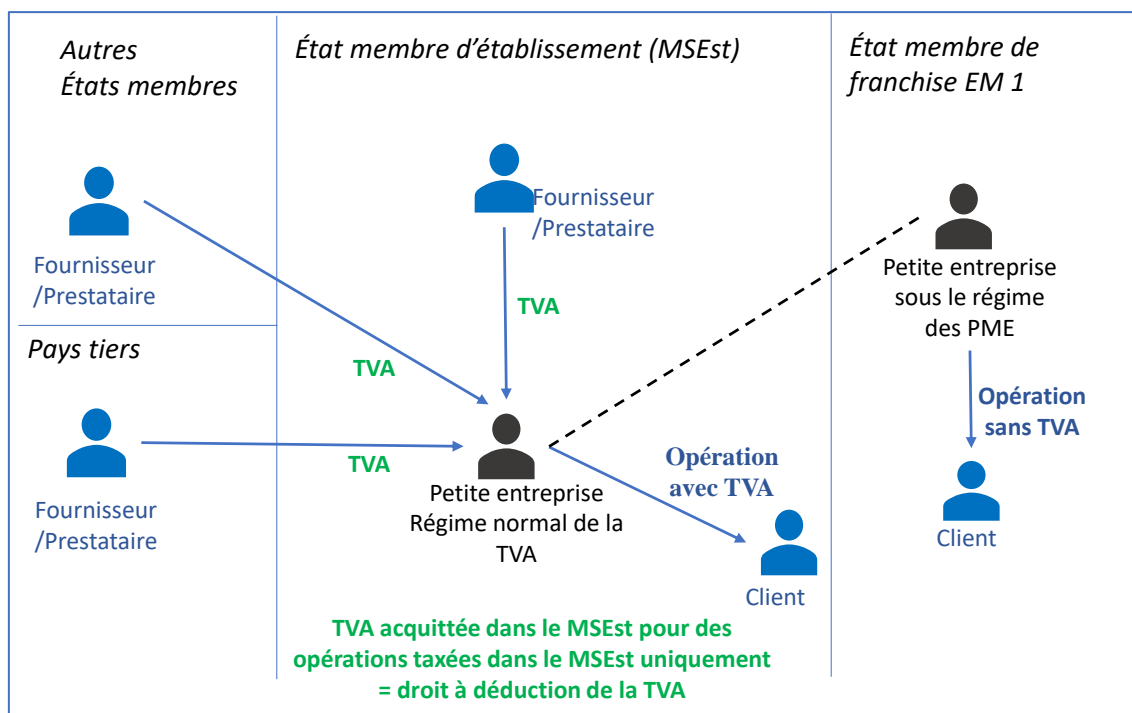 Autres
États membres
Fournisseur
/Prestataire
Pays tiers
Fournisseur
/Prestataire
État membre d’établissement (MSEst)
Fournisseur
/Prestataire
TVA
TVA
TVA
Petite entreprise
Régime normal de la
TVA
Opération
avec TVA
Client
TVA acquittée dans le MSEst pour des
opérations taxées dans le MSEst uniquement
= droit à déduction de la TVA
État membre de
franchise EM 1
Petite entreprise
sous le régime
des PME
Opération
sans TVA
Client